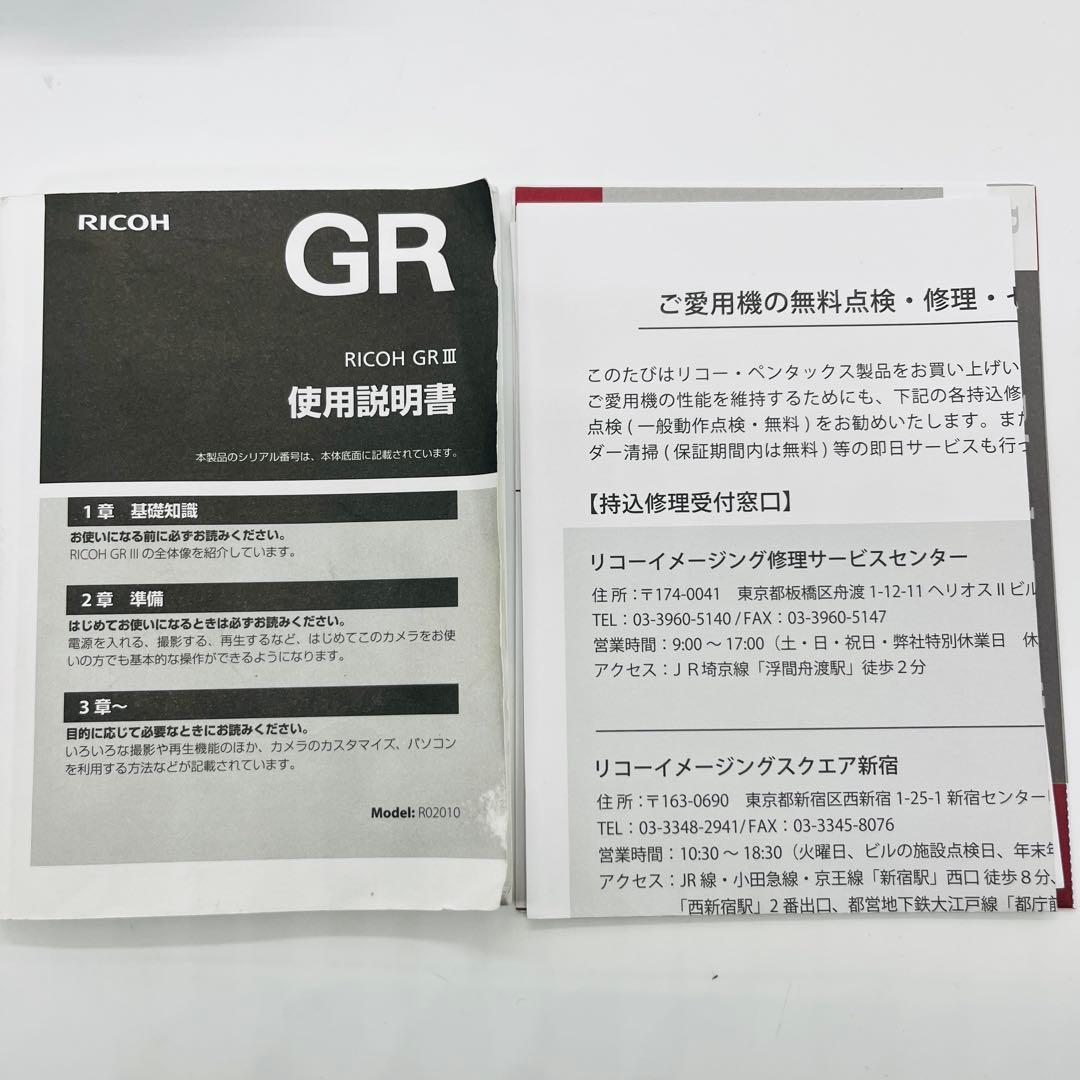 RICOH
GR
RICOH GR III
使用説明書
本製品のシリアル番号は、本体底面に記載されています。
1章 基礎知識
お使いになる前に必ずお読みください。
RICOH GR III の全体像を紹介しています。
2章 準備
はじめてお使いになるときは必ずお読みください。
電源を入れる、撮影する、再生するなど、はじめてこのカメラをお使
いの方でも基本的な操作ができるようになります。
3章～
目的に応じて必要なときにお読みください。
いろいろな撮影や再生機能のほか、カメラのカスタマイズ、パソコン
を利用する方法などが記載されています。
Model: R02010
ご愛用機の無料点検・修理・
このたびはリコー・ペンタックス製品をお買い上げい
ご愛用機の性能を維持するためにも、下記の各持込修
点検(一般動作点検・無料)をお勧めいたします。また
ダー清掃(保証期間内は無料)等の即日サービスも行っ
【持込修理受付窓口】
リコーイメージング修理サービスセンター
住所：〒174-0041 東京都板橋区舟渡 1-12-11 ヘリオスⅡビル
TEL：03-3960-5140 / FAX：03-3960-5147
営業時間：9:00～17:00（土・日・祝日・弊社特別休業日 休
アクセス：ＪＲ埼京線「浮間舟渡駅」徒歩２分
リコーイメージングスクエア新宿
住所：〒163-0690 東京都新宿区西新宿 1-25-1 新宿センター
TEL：03-3348-2941/ FAX：03-3345-8076
営業時間：10:30～18:30（火曜日、ビルの施設点検日、年末年
アクセス：JR線・小田急線・京王線「新宿駅」西口 徒歩８分、
「西新宿駅」2番出口、都営地下鉄大江戸線「都庁前